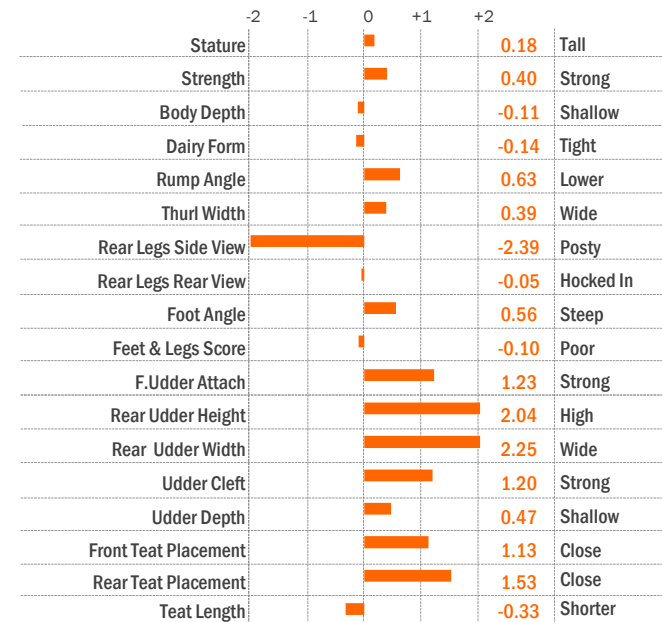 -2 -1 0 +1 +2
Stature 0.18 Tall
Strength 0.40 Strong
Body Depth -0.11 Shallow
Dairy Form -0.14 Tight
Rump Angle 0.63 Lower
Thurl Width 0.39 Wide
Rear Legs Side View -2.39 Posty
Rear Legs Rear View -0.05 Hocked In
Foot Angle 0.56 Steep
Feet & Legs Score -0.10 Poor
F.Udder Attach 1.23 Strong
Rear Udder Height 2.04 High
Rear Udder Width 2.25 Wide
Udder Cleft 1.20 Strong
Udder Depth 0.47 Shallow
Front Teat Placement 1.13 Close
Rear Teat Placement 1.53 Close
Teat Length -0.33 Shorter